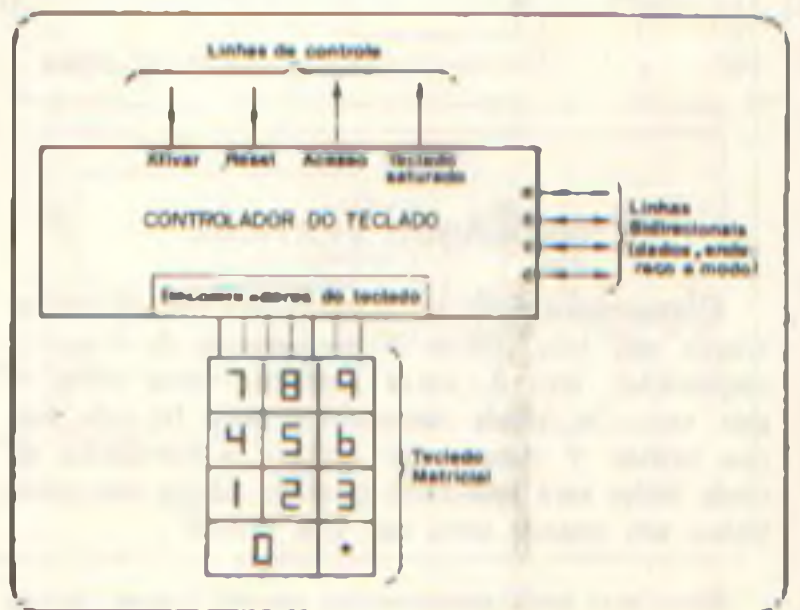 Linhas de controle
Ativar Reset Acesso Teclado
saturado
CONTROLADOR DO TECLADO
Linhas
Bidirecionais
(dados, ende-
reço e modo)
do teclado
7 8 9
4 5 6
1 2 3
0 •
Teclado
Matricial